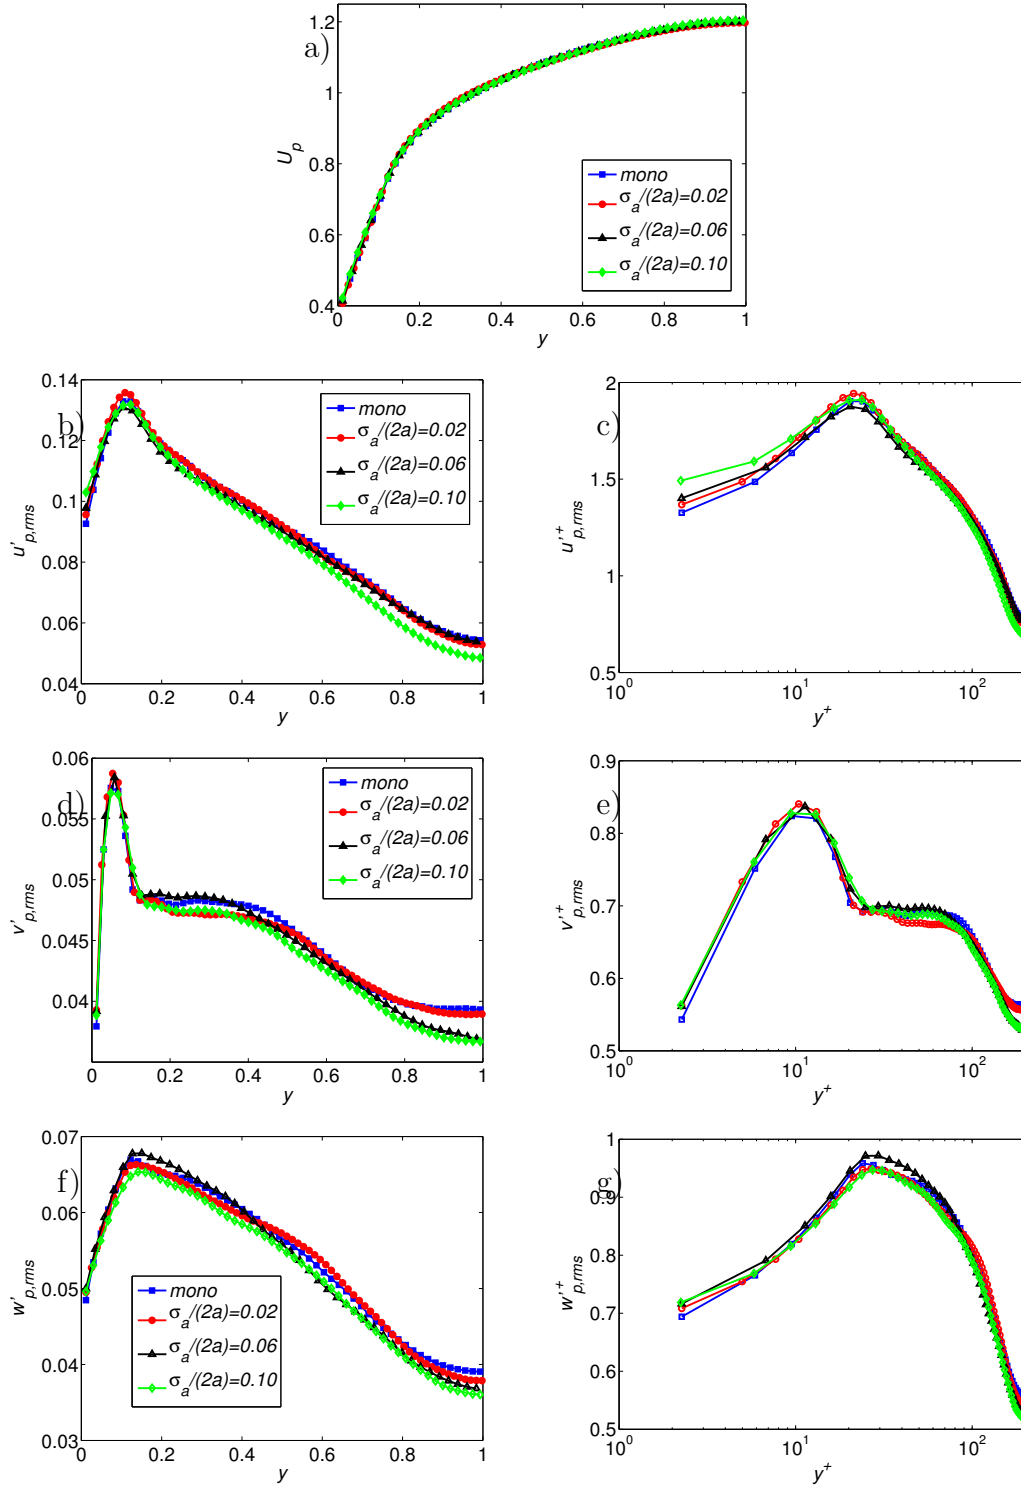 a)
1.2
1
0.8
0.6
0.4
0 0.2 0.4 0.6 0.8 1
U_p
y
mono
σ_a/(2a)=0.02
σ_a/(2a)=0.06
σ_a/(2a)=0.10
b)
0.14
0.12
0.1
0.08
0.06
0.04
0 0.2 0.4 0.6 0.8 1
u'_{p,rms}
y
mono
σ_a/(2a)=0.02
σ_a/(2a)=0.06
σ_a/(2a)=0.10
c)
2
1.5
1
0.5
10^0 10^1 10^2
u'^+_{p,rms}
y^+
d)
0.06
0.055
0.05
0.045
0.04
0 0.2 0.4 0.6 0.8 1
v'_{p,rms}
y
mono
σ_a/(2a)=0.02
σ_a/(2a)=0.06
σ_a/(2a)=0.10
e)
0.9
0.8
0.7
0.6
0.5
10^0 10^1 10^2
v'^+_{p,rms}
y^+
f)
0.07
0.06
0.05
0.04
0.03
0 0.2 0.4 0.6 0.8 1
w'_{p,rms}
y
mono
σ_a/(2a)=0.02
σ_a/(2a)=0.06
σ_a/(2a)=0.10
g)
1
0.9
0.8
0.7
0.6
0.5
10^0 10^1 10^2
w'^+_{p,rms}
y^+